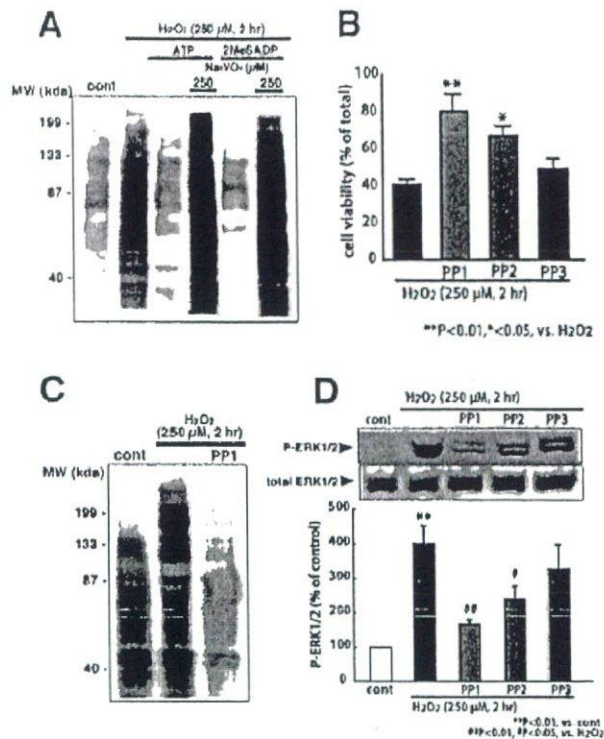 A
H₂O₂ (250 μM, 2 hr)
ATP 2MeSADP
Na₃VO₄ (μM)
cont 250 250
MW (kda)
199
133
87
40
B
cell viability (% of total)
100
80
60
40
20
0
** *
PP1 PP2 PP3
H₂O₂ (250 μM, 2 hr)
**P<0.01, *<0.05, vs. H₂O₂
C
H₂O₂
(250 μM, 2 hr)
cont PP1
MW (kda)
199
133
87
40
D
H₂O₂ (250 μM, 2 hr)
cont PP1 PP2 PP3
P-ERK1/2
total ERK1/2
P-ERK1/2 (% of control)
500
400
300
200
100
0
** ## #
cont PP1 PP2 PP3
H₂O₂ (250 μM, 2 hr)
**P<0.01, vs. cont
##P<0.01, #P<0.05, vs. H₂O₂